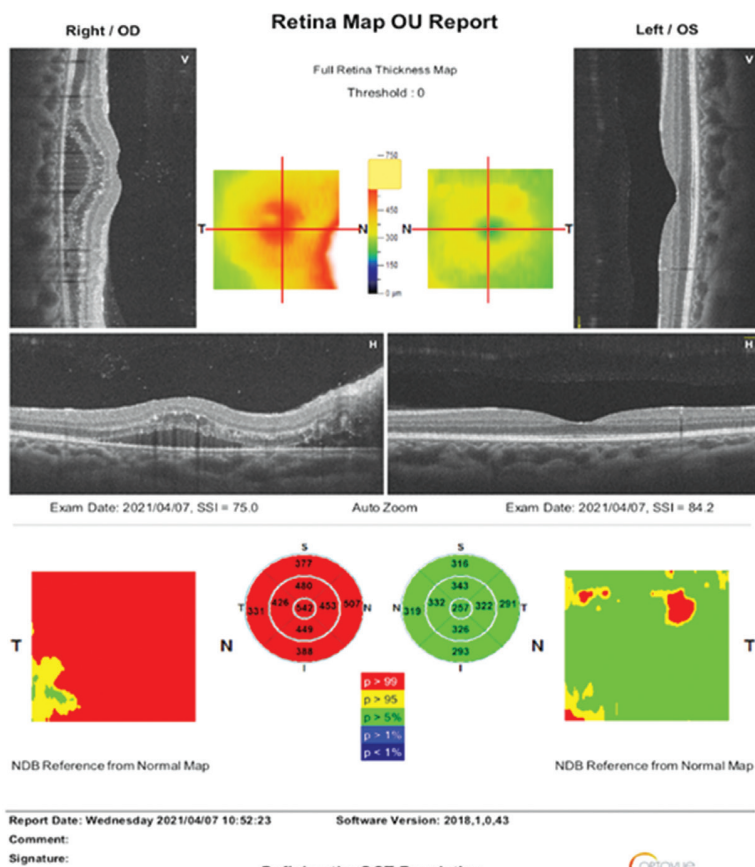 Retina Map OU Report
Right / OD
Left / OS
V
V
Full Retina Thickness Map
Threshold : 0
750
450
300
150
0 µm
T
N
N
T
H
H
Exam Date: 2021/04/07, SSI = 75.0
Auto Zoom
Exam Date: 2021/04/07, SSI = 84.2
S
377
480
331 426 542 453 507
449
388
I
T
N
S
316
343
319 332 257 322 291
326
293
I
N
T
T
N
N
T
p > 99
p > 95
p > 5%
p > 1%
p < 1%
NDB Reference from Normal Map
NDB Reference from Normal Map
Report Date: Wednesday 2021/04/07 10:52:23
Software Version: 2018,1,0,43
Comment:
Signature: